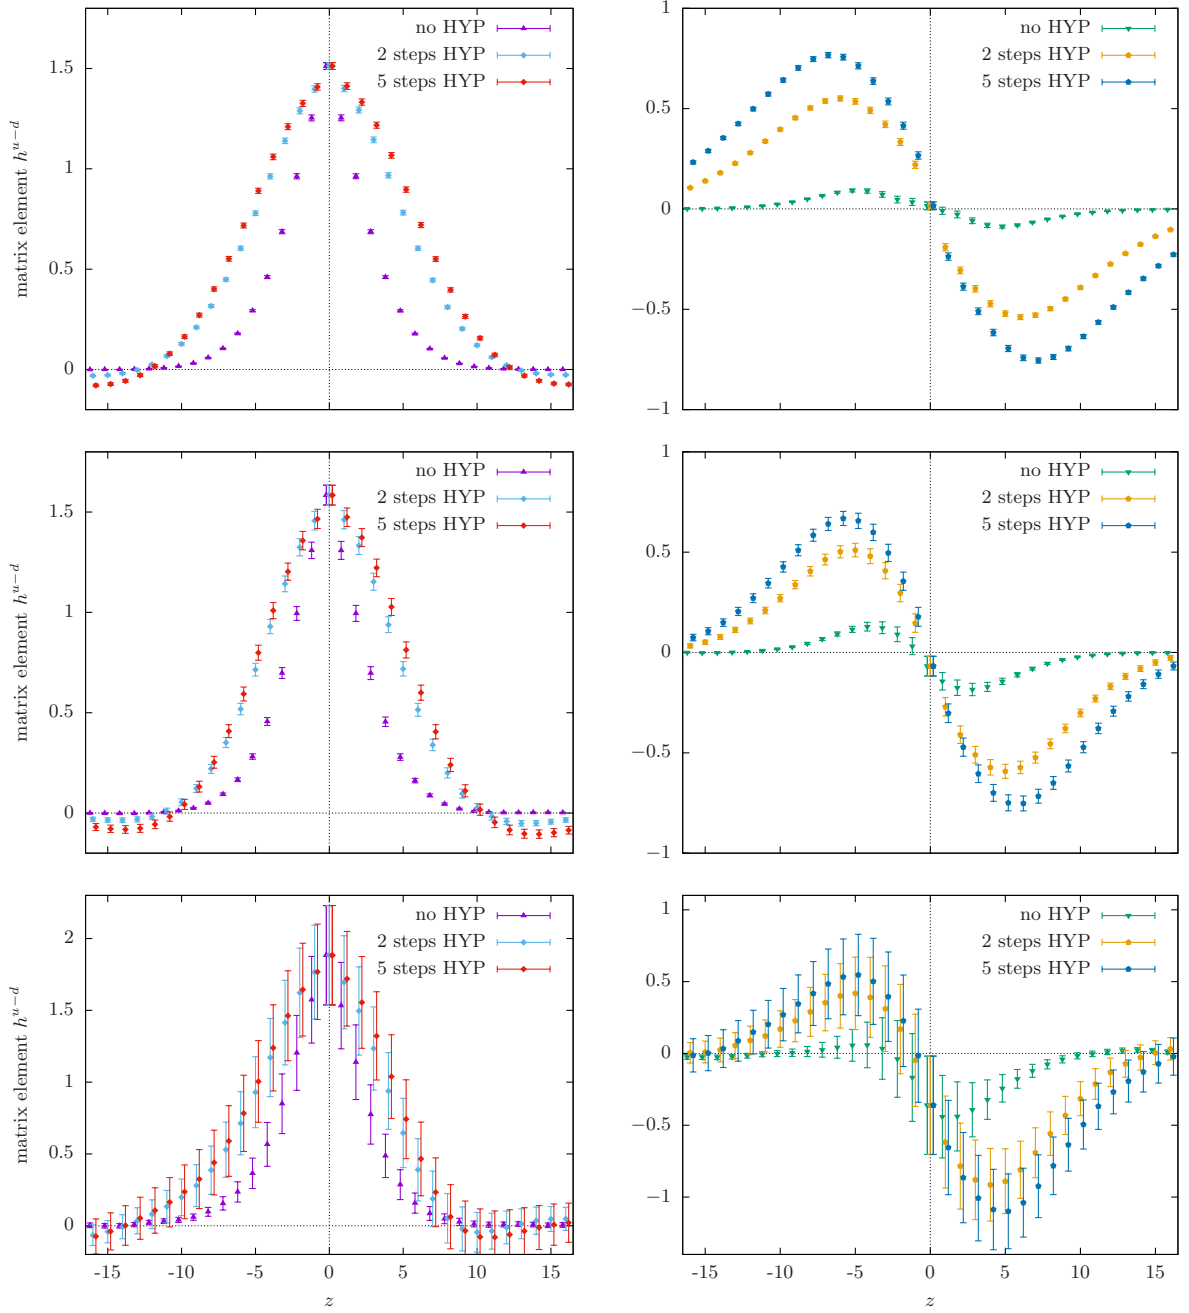 no HYP
2 steps HYP
5 steps HYP
matrix element h^{u−d}
0
0.5
1
1.5
no HYP
2 steps HYP
5 steps HYP
−1
−0.5
0
0.5
1
no HYP
2 steps HYP
5 steps HYP
matrix element h^{u−d}
0
0.5
1
1.5
no HYP
2 steps HYP
5 steps HYP
−1
−0.5
0
0.5
1
no HYP
2 steps HYP
5 steps HYP
matrix element h^{u−d}
0
0.5
1
1.5
2
-15 -10 -5 0 5 10 15
z
no HYP
2 steps HYP
5 steps HYP
−1
−0.5
0
0.5
1
-15 -10 -5 0 5 10 15
z